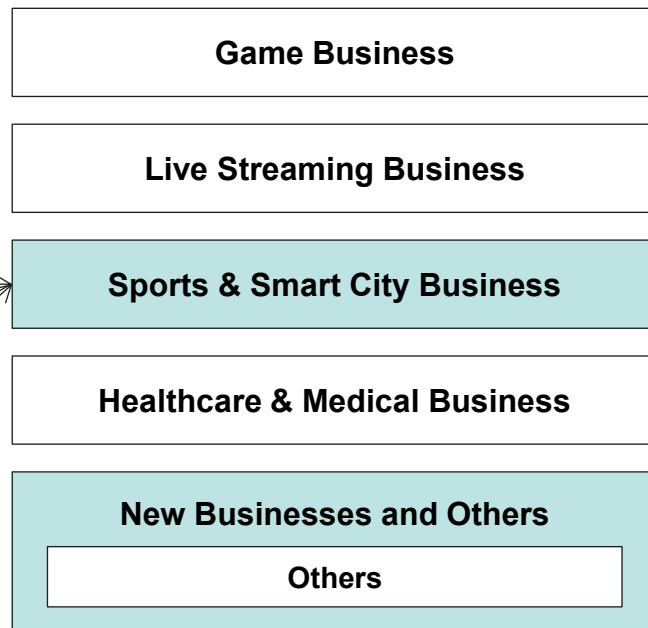 Game Business
Live Streaming Business
Sports & Smart City Business
Healthcare & Medical Business
New Businesses and Others
Others